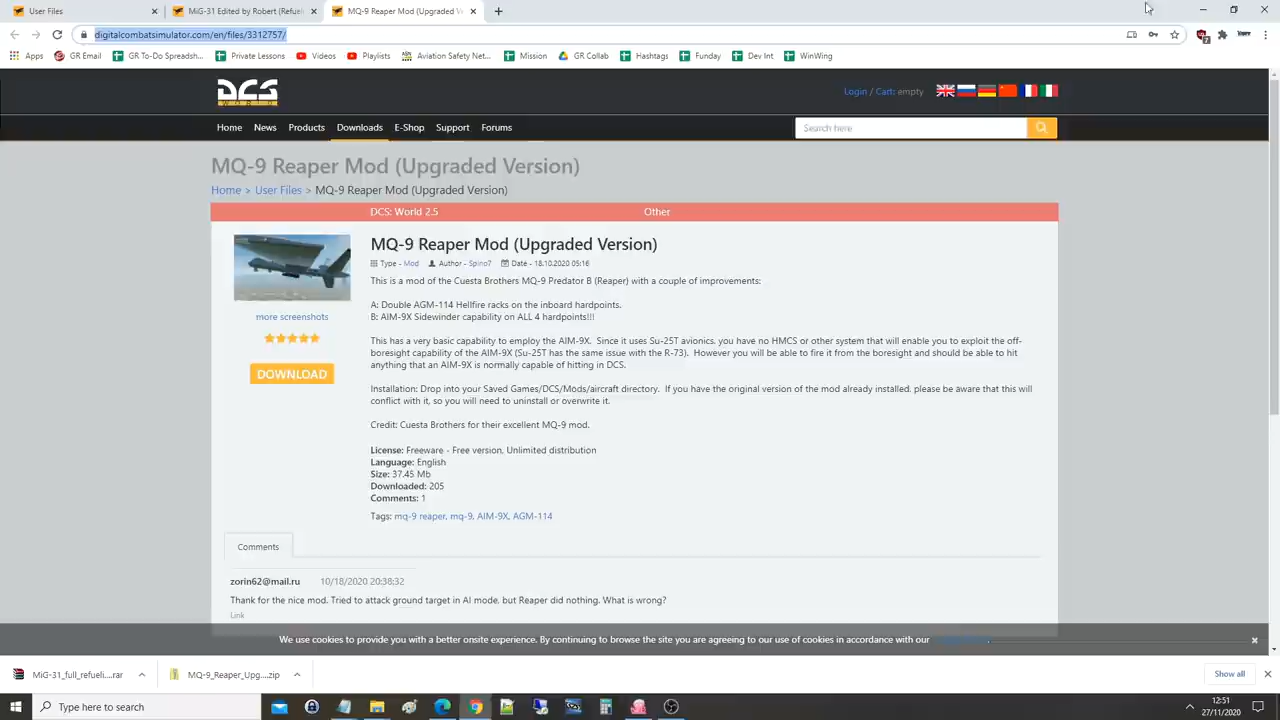 User Files
MiG-31 Edited by Robert (Refuelin
MQ-9 Reaper Mod (Upgraded Ve
digitalcombatsimulator.com/en/files/3312757/
Apps
GR Email
GR To-Do Spreadsh...
Private Lessons
Videos
Playlists
Aviation Safety Net...
Mission
GR Collab
Hashtags
Funday
Dev Int
WinWing
DCS
WORLD
Login / Cart: empty
Home
News
Products
Downloads
E-Shop
Support
Forums
Search here
MQ-9 Reaper Mod (Upgraded Version)
Home > User Files > MQ-9 Reaper Mod (Upgraded Version)
DCS: World 2.5
Other
MQ-9 Reaper Mod (Upgraded Version)
Type - Mod
Author - Spino?
Date - 18.10.2020 05:16
This is a mod of the Cuesta Brothers MQ-9 Predator B (Reaper) with a couple of improvements:
A: Double AGM-114 Hellfire racks on the inboard hardpoints.
B: AIM-9X Sidewinder capability on ALL 4 hardpoints!!!
This has a very basic capability to employ the AIM-9X. Since it uses Su-25T avionics, you have no HMCS or other system that will enable you to exploit the off-
boresight capability of the AIM-9X (Su-25T has the same issue with the R-73). However you will be able to fire it from the boresight and should be able to hit
anything that an AIM-9X is normally capable of hitting in DCS.
Installation: Drop into your Saved Games/DCS/Mods/aircraft directory. If you have the original version of the mod already installed, please be aware that this will
conflict with it, so you will need to uninstall or overwrite it.
Credit: Cuesta Brothers for their excellent MQ-9 mod.
more screenshots
DOWNLOAD
License: Freeware - Free version, Unlimited distribution
Language: English
Size: 37.45 Mb
Downloaded: 205
Comments: 1
Tags: mq-9 reaper, mq-9, AIM-9X, AGM-114
Comments
zorin62@mail.ru
10/18/2020 20:38:32
Thank for the nice mod. Tried to attack ground target in AI mode, but Reaper did nothing. What is wrong?
Link
We use cookies to provide you with a better onsite experience. By continuing to browse the site you are agreeing to our use of cookies in accordance with our
MiG-31_full_refueli....rar
MQ-9_Reaper_Upg....zip
Show all
Type here to search
12:51
27/11/2020